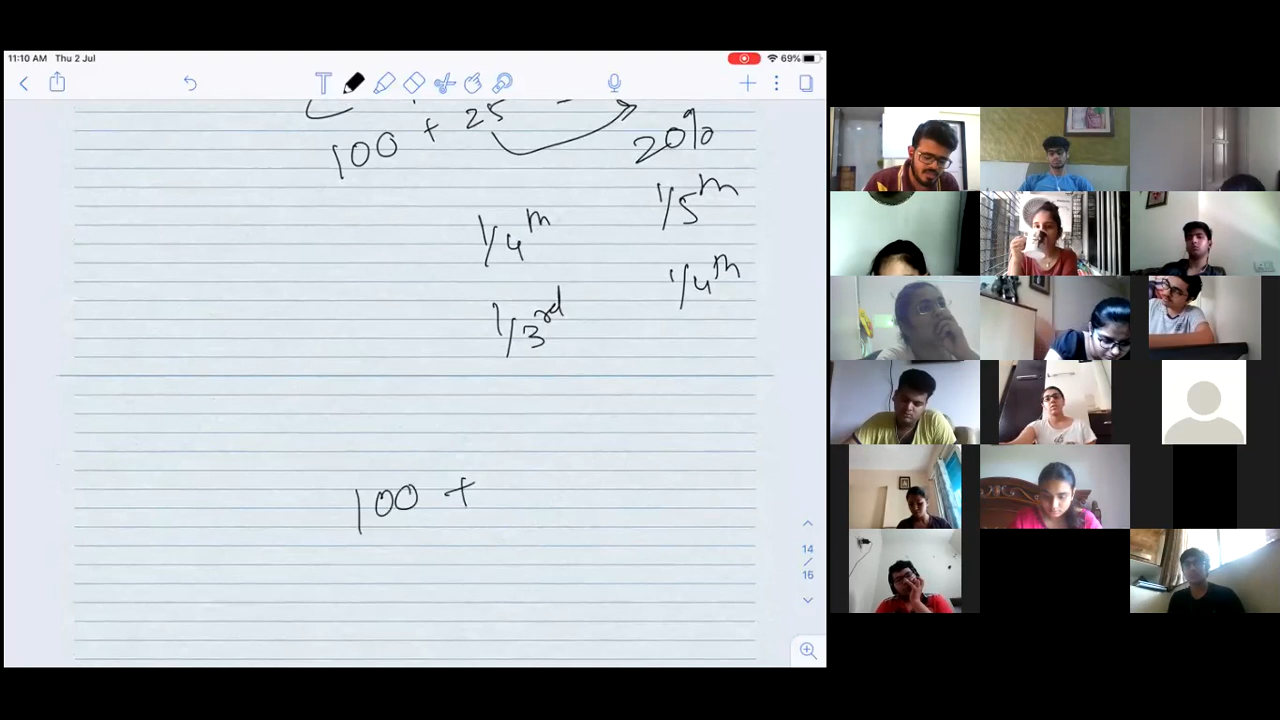 11:10 AM Thu 2 Jul
69%
T
100 + 25
20%
1/5th
1/4th
1/4th
1/3rd
100 +
14
/
16